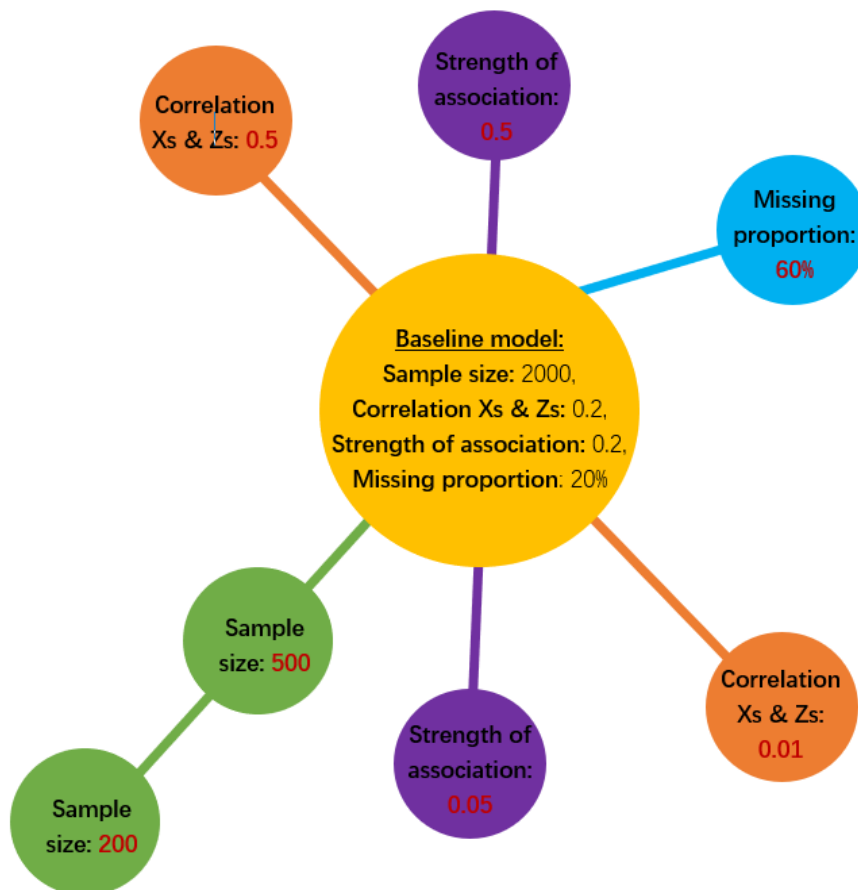 Strength of
association:
0.5
Correlation
Xs & Zs: 0.5
Missing
proportion:
60%
Baseline model:
Sample size: 2000,
Correlation Xs & Zs: 0.2,
Strength of association: 0.2,
Missing proportion: 20%
Sample
size: 500
Correlation
Xs & Zs:
0.01
Strength of
association:
0.05
Sample
size: 200